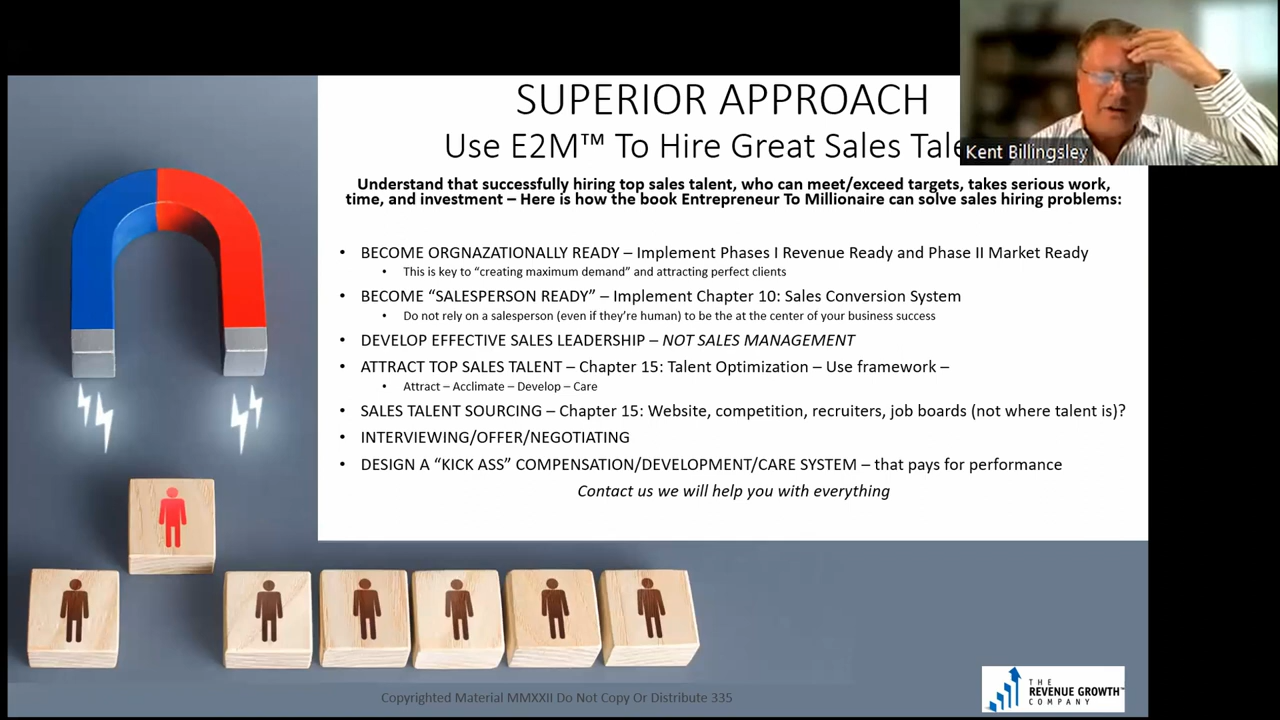 SUPERIOR APPROACH
Use E2M™ To Hire Great Sales
Kent Billingsley
Understand that successfully hiring top sales talent, who can meet/exceed targets, takes serious work,
time, and investment – Here is how the book Entrepreneur To Millionaire can solve sales hiring problems:
• BECOME ORGNAZATIONALLY READY – Implement Phases I Revenue Ready and Phase II Market Ready
• This is key to “creating maximum demand” and attracting perfect clients
• BECOME “SALESPERSON READY” – Implement Chapter 10: Sales Conversion System
• Do not rely on a salesperson (even if they’re human) to be the at the center of your business success
• DEVELOP EFFECTIVE SALES LEADERSHIP – NOT SALES MANAGEMENT
• ATTRACT TOP SALES TALENT – Chapter 15: Talent Optimization – Use framework –
• Attract – Acclimate – Develop – Care
• SALES TALENT SOURCING – Chapter 15: Website, competition, recruiters, job boards (not where talent is)?
• INTERVIEWING/OFFER/NEGOTIATING
• DESIGN A “KICK ASS” COMPENSATION/DEVELOPMENT/CARE SYSTEM – that pays for performance
Contact us we will help you with everything
Copyrighted Material MMXXII Do Not Copy Or Distribute 335
THE
REVENUE GROWTH™
COMPANY